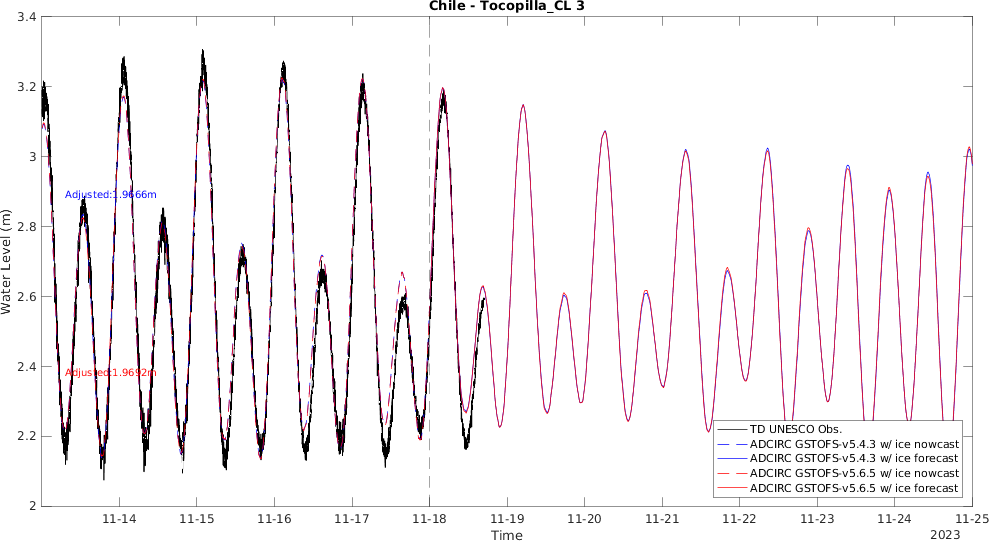 Chile - Tocopilla_CL 3
3.4
3.2
3
2.8
2.6
2.4
2.2
2
Water Level (m)
Adjusted:1.9666m
Adjusted:1.9692m
TD UNESCO Obs.
ADCIRC GSTOFS-v5.4.3 w/ ice nowcast
ADCIRC GSTOFS-v5.4.3 w/ ice forecast
ADCIRC GSTOFS-v5.6.5 w/ ice nowcast
ADCIRC GSTOFS-v5.6.5 w/ ice forecast
11-14 11-15 11-16 11-17 11-18 11-19 11-20 11-21 11-22 11-23 11-24 11-25
Time
2023